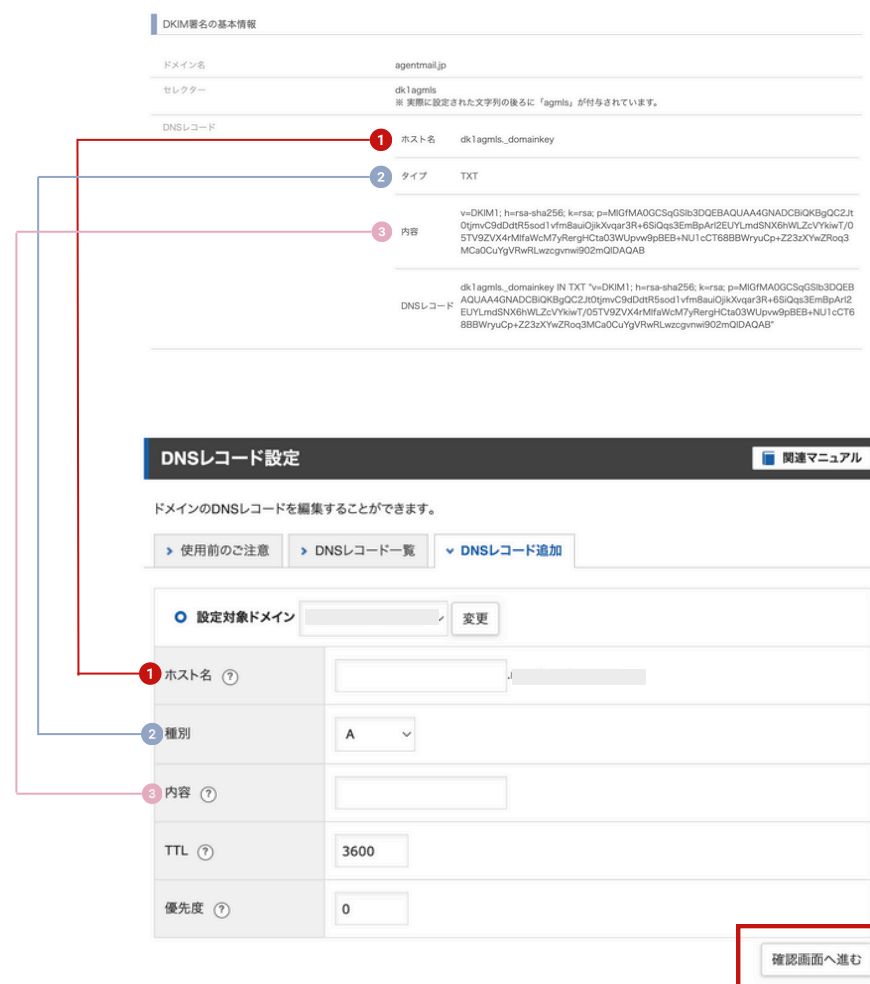 DKIM署名の基本情報
ドメイン名 agentmail.jp
セレクター dk1agmls
※ 実際に設定された文字列の後ろに「agmls」が付与されています。
DNSレコード
1 ホスト名 dk1agmls._domainkey
2 タイプ TXT
3 内容
v=DKIM1; h=rsa-sha256; k=rsa; p=MIGfMA0GCSqGSIb3DQEBAQUAA4GNADCBiQKBgQC2Jt
0tjmvC9dDdtR5sod1vfm8auiOjikXvqar3R+6SiQqs3EmBpArI2EUYLmdSNX6hWLZcVYkiwT/0
5TV9ZVX4rMIfaWcM7yRergHCta03WUpvw9pBEB+NU1cCT68BBWryuCp+Z23zXYwZRoq3
MCa0CuYgVRwRLwzcgvnwi902mQIDAQAB
DNSレコード
dk1agmls._domainkey IN TXT "v=DKIM1; h=rsa-sha256; k=rsa; p=MIGfMA0GCSqGSIb3DQEB
AQUAA4GNADCBiQKBgQC2Jt0tjmvC9dDdtR5sod1vfm8auiOjikXvqar3R+6SiQqs3EmBpArI2
EUYLmdSNX6hWLZcVYkiwT/05TV9ZVX4rMIfaWcM7yRergHCta03WUpvw9pBEB+NU1cCT6
8BBWryuCp+Z23zXYwZRoq3MCa0CuYgVRwRLwzcgvnwi902mQIDAQAB"
DNSレコード設定 関連マニュアル
ドメインのDNSレコードを編集することができます。
使用前のご注意 DNSレコード一覧 DNSレコード追加
設定対象ドメイン 変更
1 ホスト名 ?
2 種別 A
3 内容 ?
TTL ? 3600
優先度 ? 0
確認画面へ進む